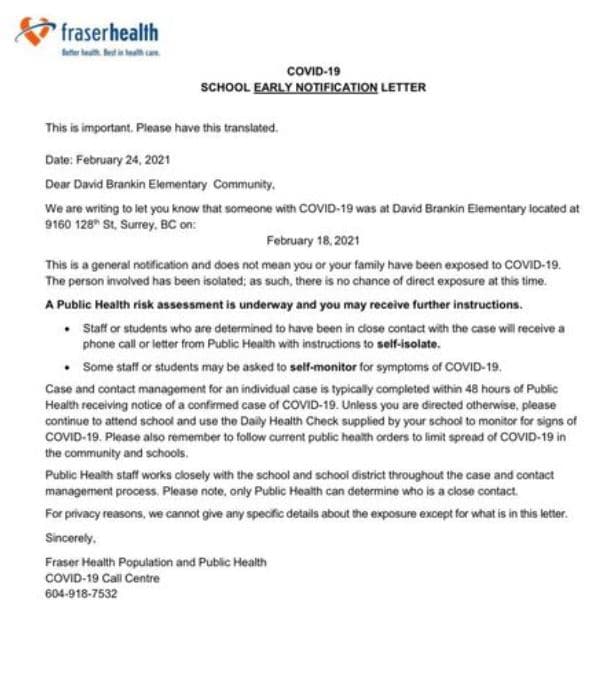 fraserhealth
Better health. Best in health care.
COVID-19
SCHOOL EARLY NOTIFICATION LETTER
This is important. Please have this translated.
Date: February 24, 2021
Dear David Brankin Elementary Community,
We are writing to let you know that someone with COVID-19 was at David Brankin Elementary located at
9160 128th St, Surrey, BC on:
February 18, 2021
This is a general notification and does not mean you or your family have been exposed to COVID-19.
The person involved has been isolated; as such, there is no chance of direct exposure at this time.
A Public Health risk assessment is underway and you may receive further instructions.
• Staff or students who are determined to have been in close contact with the case will receive a
phone call or letter from Public Health with instructions to self-isolate.
• Some staff or students may be asked to self-monitor for symptoms of COVID-19.
Case and contact management for an individual case is typically completed within 48 hours of Public
Health receiving notice of a confirmed case of COVID-19. Unless you are directed otherwise, please
continue to attend school and use the Daily Health Check supplied by your school to monitor for signs of
COVID-19. Please also remember to follow current public health orders to limit spread of COVID-19 in
the community and schools.
Public Health staff works closely with the school and school district throughout the case and contact
management process. Please note, only Public Health can determine who is a close contact.
For privacy reasons, we cannot give any specific details about the exposure except for what is in this letter.
Sincerely,
Fraser Health Population and Public Health
COVID-19 Call Centre
604-918-7532